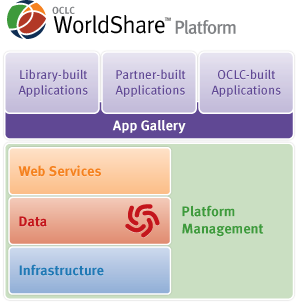 OCLC
WorldShare™ Platform
Library-built
Applications
Partner-built
Applications
OCLC-built
Applications
App Gallery
Web Services
Data
Infrastructure
Platform
Management